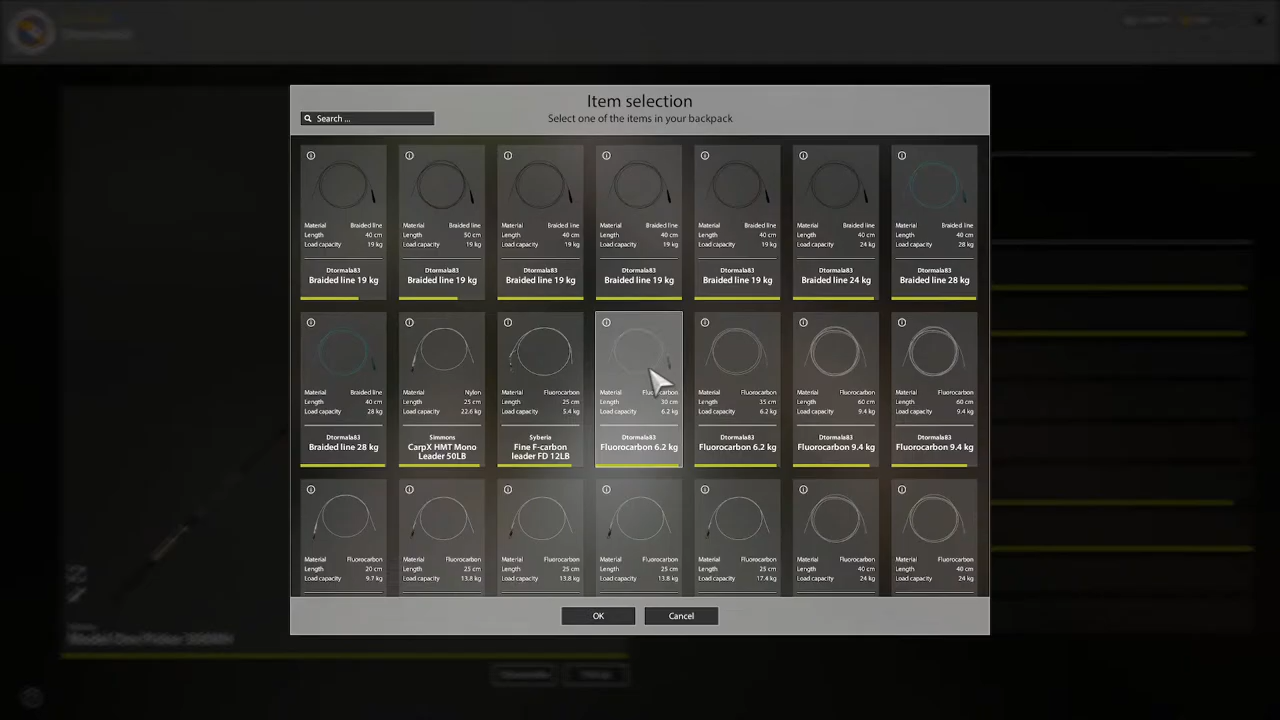 Item selection
Search ...
Select one of the items in your backpack
Material Braided line
Length 40 cm
Load capacity 19 kg
Dtormala83
Braided line 19 kg
Material Braided line
Length 50 cm
Load capacity 19 kg
Dtormala83
Braided line 19 kg
Material Braided line
Length 40 cm
Load capacity 19 kg
Dtormala83
Braided line 19 kg
Material Braided line
Length 40 cm
Load capacity 19 kg
Dtormala83
Braided line 19 kg
Material Braided line
Length 40 cm
Load capacity 19 kg
Dtormala83
Braided line 19 kg
Material Braided line
Length 40 cm
Load capacity 24 kg
Dtormala83
Braided line 24 kg
Material Braided line
Length 40 cm
Load capacity 28 kg
Dtormala83
Braided line 28 kg
Material Braided line
Length 40 cm
Load capacity 28 kg
Dtormala83
Braided line 28 kg
Material Nylon
Length 25 cm
Load capacity 22.6 kg
Simmons
CarpX HMT Mono
Leader 50LB
Material Fluorocarbon
Length 25 cm
Load capacity 5.4 kg
Syberia
Fine F-carbon
leader FD 12LB
Material Fluorocarbon
Length 30 cm
Load capacity 6.2 kg
Dtormala83
Fluorocarbon 6.2 kg
Material Fluorocarbon
Length 35 cm
Load capacity 6.2 kg
Dtormala83
Fluorocarbon 6.2 kg
Material Fluorocarbon
Length 60 cm
Load capacity 9.4 kg
Dtormala83
Fluorocarbon 9.4 kg
Material Fluorocarbon
Length 60 cm
Load capacity 9.4 kg
Dtormala83
Fluorocarbon 9.4 kg
Material Fluorocarbon
Length 20 cm
Load capacity 9.7 kg
Material Fluorocarbon
Length 25 cm
Load capacity 13.8 kg
Material Fluorocarbon
Length 25 cm
Load capacity 13.8 kg
Material Fluorocarbon
Length 25 cm
Load capacity 13.8 kg
Material Fluorocarbon
Length 25 cm
Load capacity 17.4 kg
Material Fluorocarbon
Length 40 cm
Load capacity 24 kg
Material Fluorocarbon
Length 40 cm
Load capacity 24 kg
OK
Cancel